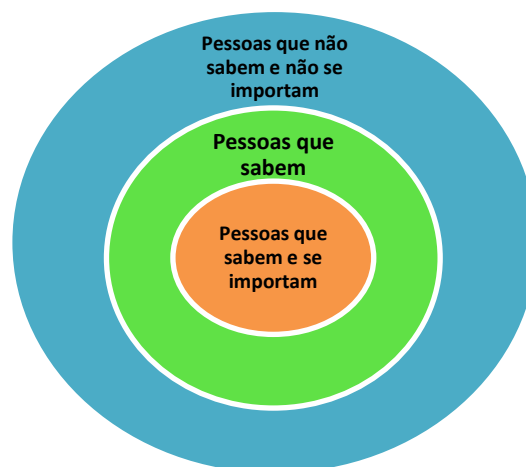 Pessoas que não
sabem e não se
importam
Pessoas que
sabem
Pessoas que
sabem e se
importam